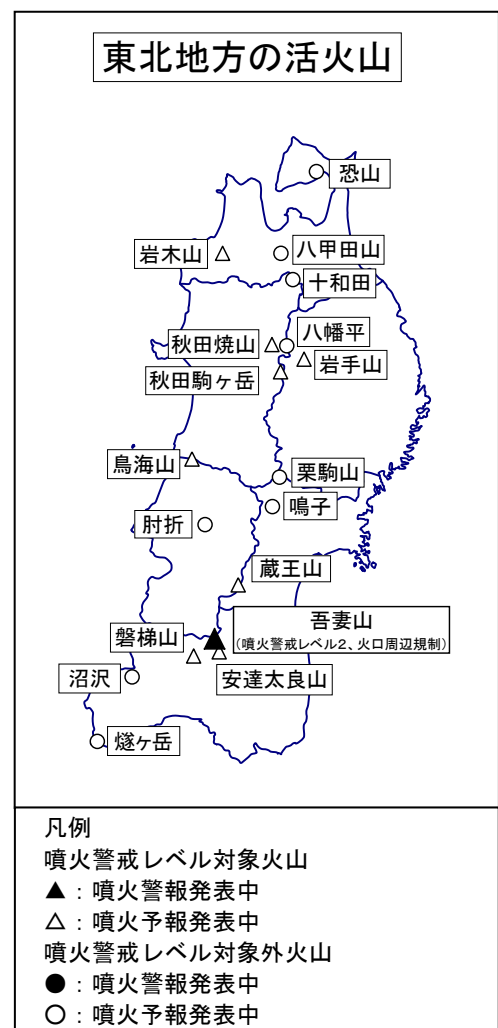 東北地方の活火山
恐山
岩木山
八甲田山
十和田
八幡平
秋田焼山
岩手山
秋田駒ヶ岳
鳥海山
栗駒山
鳴子
肘折
蔵王山
吾妻山
(噴火警戒レベル2、火口周辺規制)
磐梯山
沼沢
安達太良山
燧ヶ岳
凡例
噴火警戒レベル対象火山
▲：噴火警報発表中
△：噴火予報発表中
噴火警戒レベル対象外火山
●：噴火警報発表中
○：噴火予報発表中